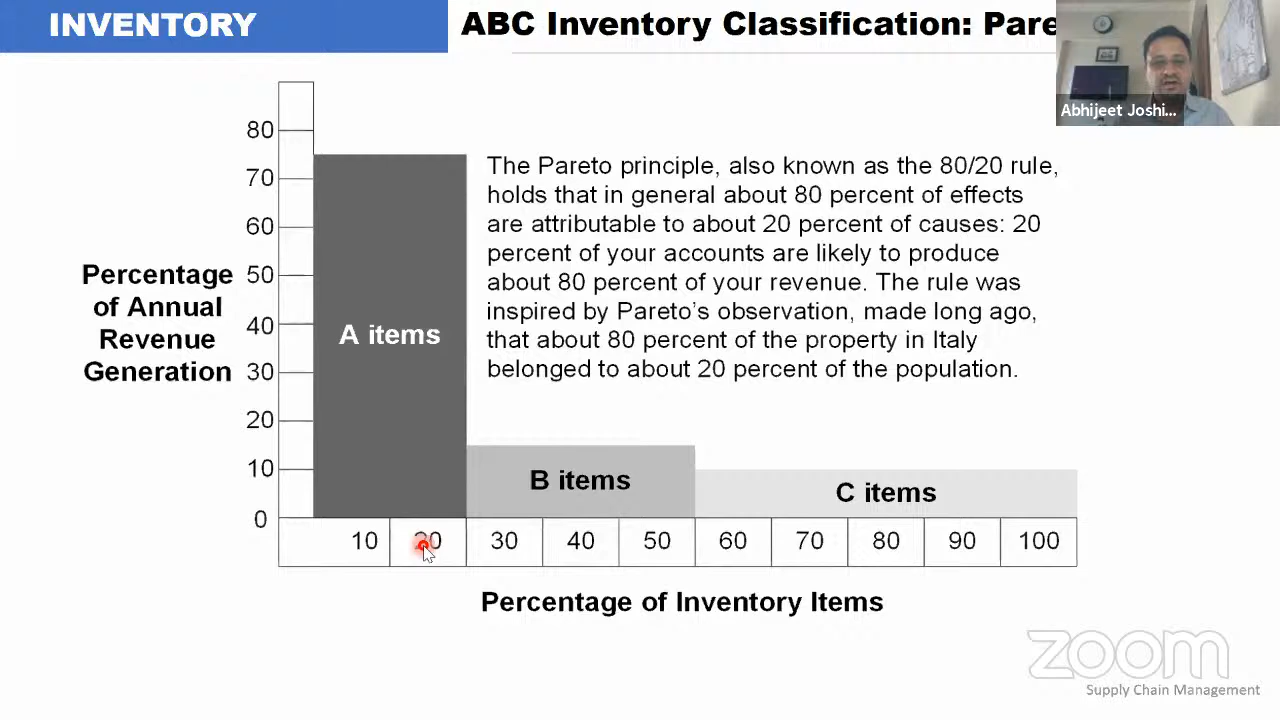 INVENTORY
ABC Inventory Classification: Pare
Abhijeet Joshi...
80
70
60
50
40
30
20
10
0
Percentage
of Annual
Revenue
Generation
The Pareto principle, also known as the 80/20 rule,
holds that in general about 80 percent of effects
are attributable to about 20 percent of causes: 20
percent of your accounts are likely to produce
about 80 percent of your revenue. The rule was
inspired by Pareto’s observation, made long ago,
that about 80 percent of the property in Italy
belonged to about 20 percent of the population.
A items
B items
C items
10 20 30 40 50 60 70 80 90 100
Percentage of Inventory Items
zoom
Supply Chain Management